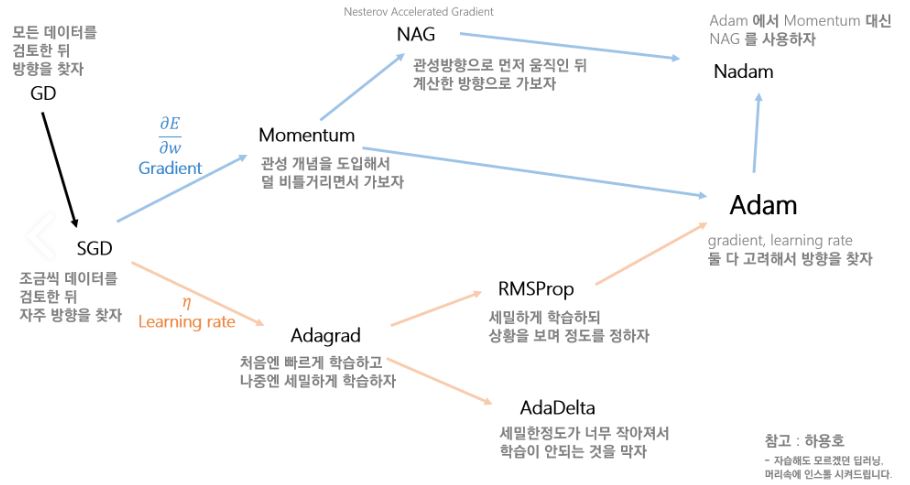 Nesterov Accelerated Gradient
NAG
관성방향으로 먼저 움직인 뒤
계산한 방향으로 가보자
Adam 에서 Momentum 대신
NAG 를 사용하자
Nadam
모든 데이터를
검토한 뒤
방향을 찾자
GD
∂E
∂w
Gradient
Momentum
관성 개념을 도입해서
덜 비틀거리면서 가보자
Adam
gradient, learning rate
둘 다 고려해서 방향을 찾자
SGD
조금씩 데이터를
검토한 뒤
자주 방향을 찾자
η
Learning rate
Adagrad
처음엔 빠르게 학습하고
나중엔 세밀하게 학습하자
RMSProp
세밀하게 학습하되
상황을 보며 정도를 정하자
AdaDelta
세밀한정도가 너무 작아져서
학습이 안되는 것을 막자
참고 : 하용호
- 자습해도 모르겠던 딥러닝,
머리속에 인스톨 시켜드립니다.